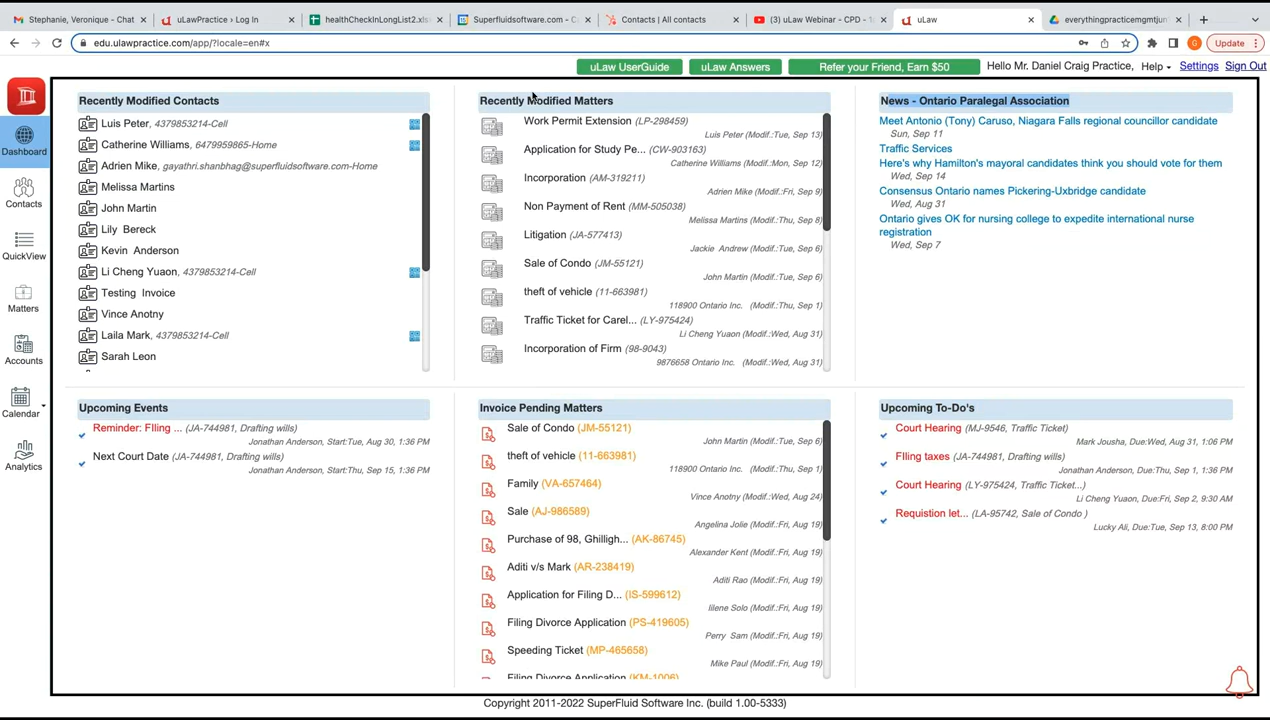 Stephanie, Veronique - Chat
uLawPractice › Log In
healthCheckInLongList2.xls
Superfluidsoftware.com - C
Contacts | All contacts
(3) uLaw Webinar - CPD - 1
uLaw
everythingpracticemgmtjun
edu.ulawpractice.com/app/?locale=en#x
G
Update
uLaw UserGuide
uLaw Answers
Refer your Friend, Earn $50
Hello Mr. Daniel Craig Practice,
Help
Settings
Sign Out
Dashboard
Contacts
QuickView
Matters
Accounts
Calendar
Analytics
Recently Modified Contacts
Luis Peter, 4379853214-Cell
Catherine Williams, 6479959865-Home
Adrien Mike, gayathri.shanbhag@superfluidsoftware.com-Home
Melissa Martins
John Martin
Lily Bereck
Kevin Anderson
Li Cheng Yuaon, 4379853214-Cell
Testing Invoice
Vince Anotny
Laila Mark, 4379853214-Cell
Sarah Leon
Recently Modified Matters
Work Permit Extension (LP-298459)
Luis Peter (Modif.:Tue, Sep 13)
Application for Study Pe... (CW-903163)
Catherine Williams (Modif.:Mon, Sep 12)
Incorporation (AM-319211)
Adrien Mike (Modif.:Fri, Sep 9)
Non Payment of Rent (MM-505038)
Melissa Martins (Modif.:Thu, Sep 8)
Litigation (JA-577413)
Jackie Andrew (Modif.:Tue, Sep 6)
Sale of Condo (JM-55121)
John Martin (Modif.:Tue, Sep 6)
theft of vehicle (11-663981)
118900 Ontario Inc. (Modif.:Thu, Sep 1)
Traffic Ticket for Carel... (LY-975424)
Li Cheng Yuaon (Modif.:Wed, Aug 31)
Incorporation of Firm (98-9043)
9876658 Ontario Inc. (Modif.:Wed, Aug 31)
News - Ontario Paralegal Association
Meet Antonio (Tony) Caruso, Niagara Falls regional councillor candidate
Sun, Sep 11
Traffic Services
Here's why Hamilton's mayoral candidates think you should vote for them
Wed, Sep 14
Consensus Ontario names Pickering-Uxbridge candidate
Wed, Aug 31
Ontario gives OK for nursing college to expedite international nurse
registration
Wed, Sep 7
Upcoming Events
Reminder: FIling ... (JA-744981, Drafting wills)
Jonathan Anderson, Start:Tue, Aug 30, 1:36 PM
Next Court Date (JA-744981, Drafting wills)
Jonathan Anderson, Start:Thu, Sep 15, 1:36 PM
Invoice Pending Matters
Sale of Condo (JM-55121)
John Martin (Modif.:Tue, Sep 6)
theft of vehicle (11-663981)
118900 Ontario Inc. (Modif.:Thu, Sep 1)
Family (VA-657464)
Vince Anotny (Modif.:Wed, Aug 24)
Sale (AJ-986589)
Angelina Jolie (Modif.:Fri, Aug 19)
Purchase of 98, Ghilligh... (AK-86745)
Alexander Kent (Modif.:Fri, Aug 19)
Aditi v/s Mark (AR-238419)
Aditi Rao (Modif.:Fri, Aug 19)
Application for Filing D... (IS-599612)
Iilene Solo (Modif.:Fri, Aug 19)
Filing Divorce Application (PS-419605)
Perry Sam (Modif.:Fri, Aug 19)
Speeding Ticket (MP-465658)
Mike Paul (Modif.:Fri, Aug 19)
Filing Divorce Application (KM-1006)
Upcoming To-Do's
Court Hearing (MJ-9546, Traffic Ticket)
Mark Jousha, Due:Wed, Aug 31, 1:06 PM
FIling taxes (JA-744981, Drafting wills)
Jonathan Anderson, Due:Thu, Sep 1, 1:36 PM
Court Hearing (LY-975424, Traffic Ticket...)
Li Cheng Yuaon, Due:Fri, Sep 2, 9:30 AM
Requistion let... (LA-95742, Sale of Condo )
Lucky Ali, Due:Tue, Sep 13, 8:00 PM
Copyright 2011-2022 SuperFluid Software Inc. (build 1.00-5333)